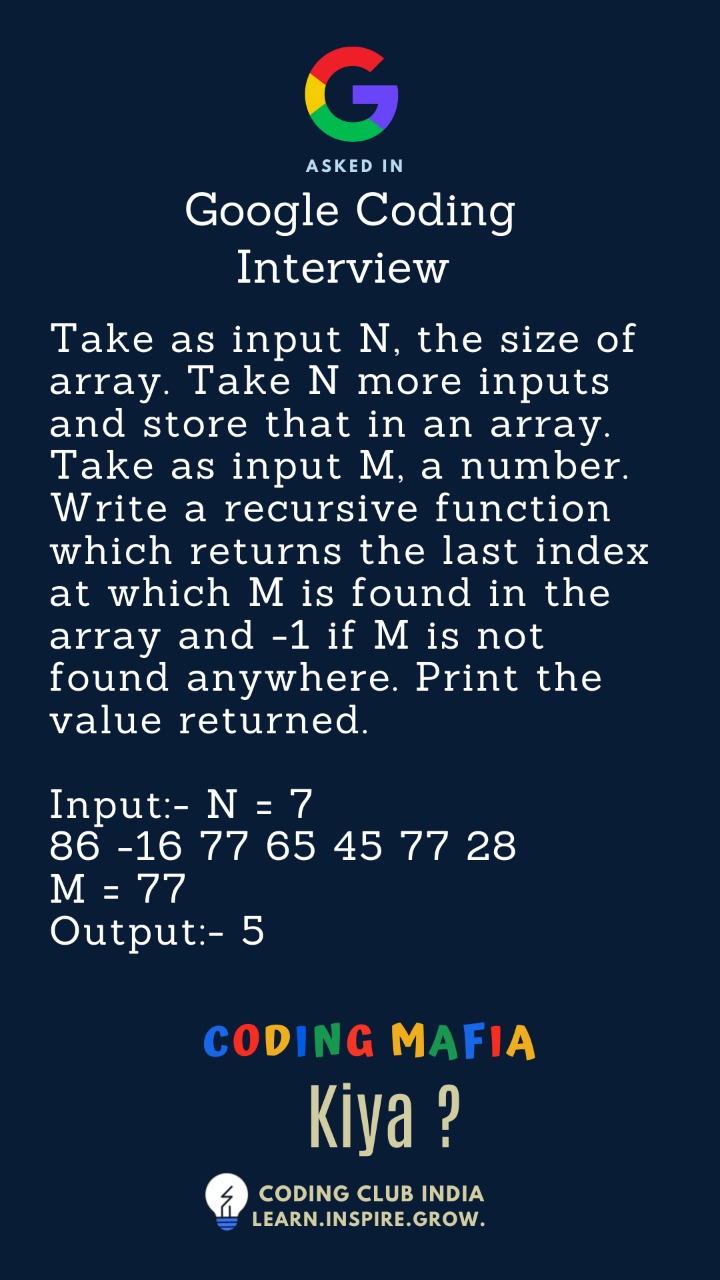 ASKED IN
Google Coding
Interview
Take as input N, the size of
array. Take N more inputs
and store that in an array.
Take as input M, a number.
Write a recursive function
which returns the last index
at which M is found in the
array and -1 if M is not
found anywhere. Print the
value returned.
Input:- N = 7
86 -16 77 65 45 77 28
M = 77
Output:- 5
CODING MAFIA
Kiya ?
CODING CLUB INDIA
LEARN.INSPIRE.GROW.